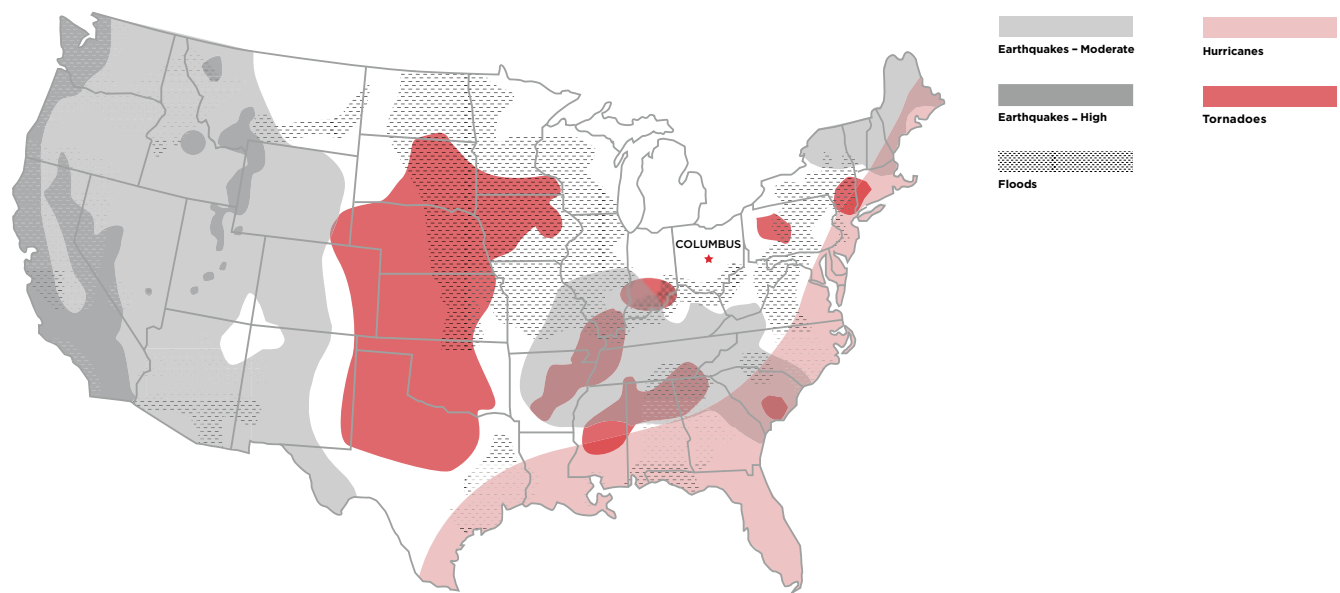 Earthquakes – Moderate
Hurricanes
Earthquakes – High
Tornadoes
Floods
COLUMBUS